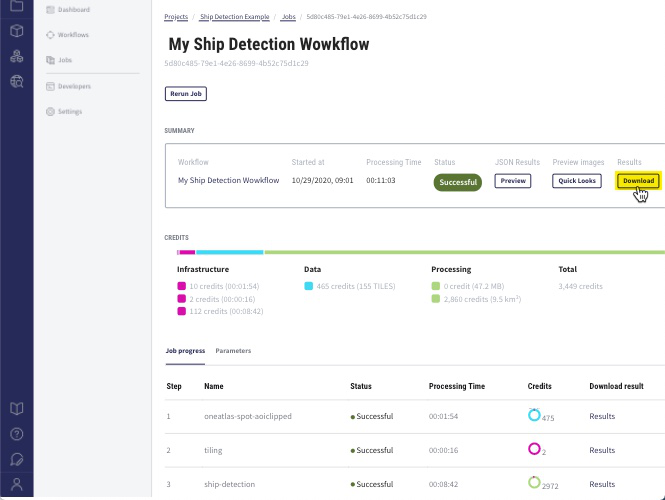 Dashboard
Workflows
Jobs
Developers
Settings
Projects / Ship Detection Example / Jobs / 5d80c485-79e1-4e26-8699-4b52c75d1c29
My Ship Detection Wowkflow
5d80c485-79e1-4e26-8699-4b52c75d1c29
Rerun Job
SUMMARY
Workflow Started at Processing Time Status JSON Results Preview images Results
My Ship Detection Wowkflow 10/29/2020, 09:01 00:11:03 Successful Preview Quick Looks Download
CREDITS
Infrastructure Data Processing Total
10 credits (00:01:54) 465 credits (155 TILES) 0 credit (47.2 MB) 3,449 credits
2 credits (00:00:16) 2,860 credits (9.5 km²)
112 credits (00:08:42)
Job progress Parameters
Step Name Status Processing Time Credits Download result
1 oneatlas-spot-aoiclipped Successful 00:01:54 475 Results
2 tiling Successful 00:00:16 2 Results
3 ship-detection Successful 00:08:42 2972 Results